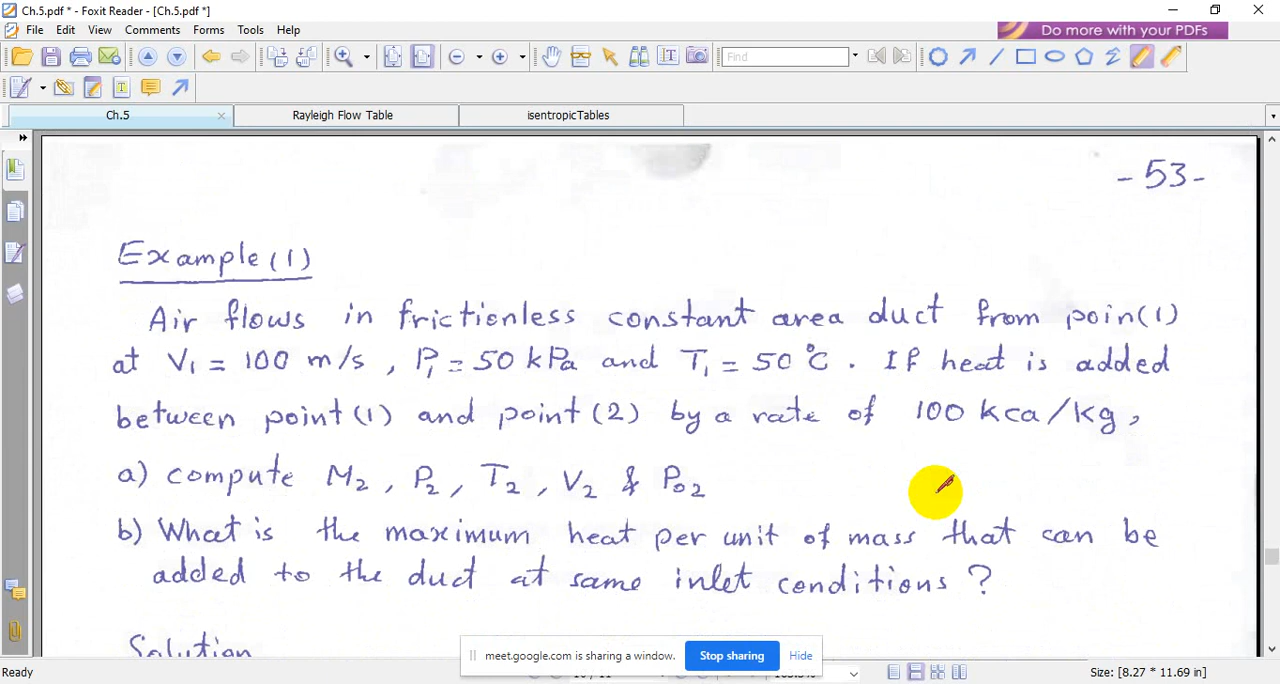 Ch.5.pdf * - Foxit Reader - [Ch.5.pdf *]
File Edit View Comments Forms Tools Help
Do more with your PDFs
Find
Ch.5 Rayleigh Flow Table isentropicTables
-53-
Example(1)
Air flows in frictionless constant area duct from poin(1)
at V1 = 100 m/s, P1 = 50 kPa and T1 = 50 °C. If heat is added
between point(1) and point(2) by a rate of 100 kca/kg,
a) compute M2, P2, T2, V2 & Po2
b) What is the maximum heat per unit of mass that can be
added to the duct at same inlet conditions?
Solution
meet.google.com is sharing a window. Stop sharing Hide
Ready Size: [8.27 * 11.69 in]